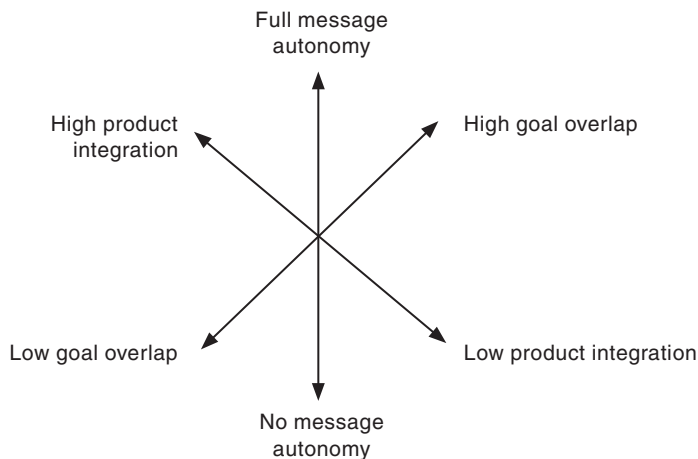 Full message
autonomy
High product
integration
High goal overlap
Low goal overlap
Low product integration
No message
autonomy